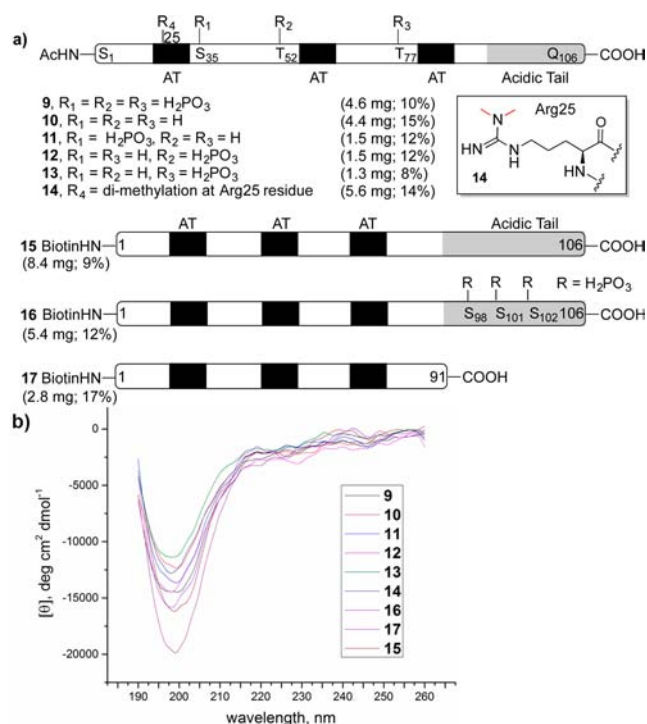 a)
R4 R1 R2 R3
25
AcHN S1 S35 T52 T77 Q106 COOH
AT AT AT Acidic Tail
9, R1 = R2 = R3 = H2PO3 (4.6 mg; 10%)
10, R1 = R2 = R3 = H (4.4 mg; 15%)
11, R1 = H2PO3, R2 = R3 = H (1.5 mg; 12%)
12, R1 = R3 = H, R2 = H2PO3 (1.5 mg; 12%)
13, R1 = R2 = H, R3 = H2PO3 (1.3 mg; 8%)
14, R4 = di-methylation at Arg25 residue (5.6 mg; 14%)
Arg25
N
O
NH
N
H
HN
14
AT AT AT Acidic Tail
15 BiotinHN 1 106 COOH
(8.4 mg; 9%)
R R R R = H2PO3
16 BiotinHN 1 S98 S101 S102 106 COOH
(5.4 mg; 12%)
17 BiotinHN 1 91 COOH
(2.8 mg; 17%)
b)
[θ], deg cm2 dmol-1
0
-5000
-10000
-15000
-20000
9
10
11
12
13
14
16
17
15
190 200 210 220 230 240 250 260
wavelength, nm